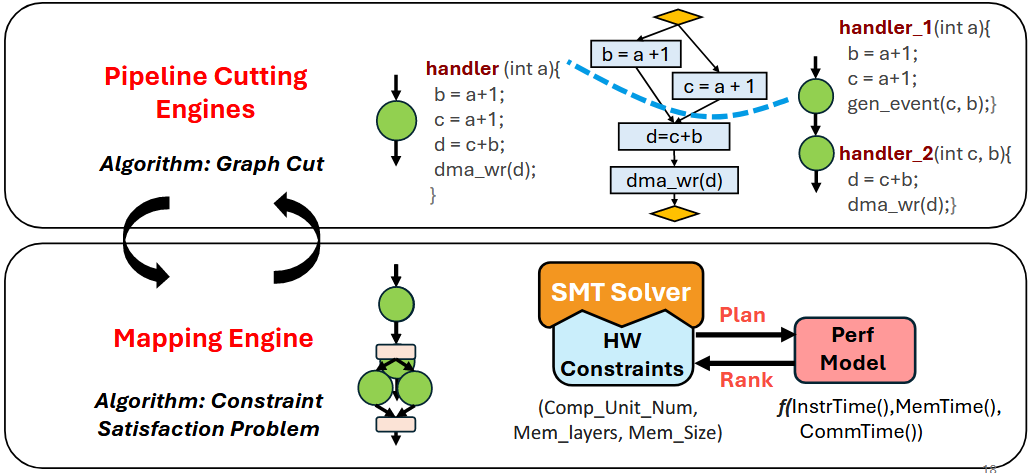 Pipeline Cutting
Engines
Algorithm: Graph Cut
handler (int a){
b = a+1;
c = a+1;
d = c+b;
dma_wr(d);
}
b = a +1
c = a + 1
d=c+b
dma_wr(d)
handler_1(int a){
b = a+1;
c = a+1;
gen_event(c, b);}
handler_2(int c, b){
d = c+b;
dma_wr(d);}
Mapping Engine
Algorithm: Constraint
Satisfaction Problem
SMT Solver
HW
Constraints
(Comp_Unit_Num,
Mem_layers, Mem_Size)
Plan
Rank
Perf
Model
f(InstrTime(),MemTime(),
CommTime())
18